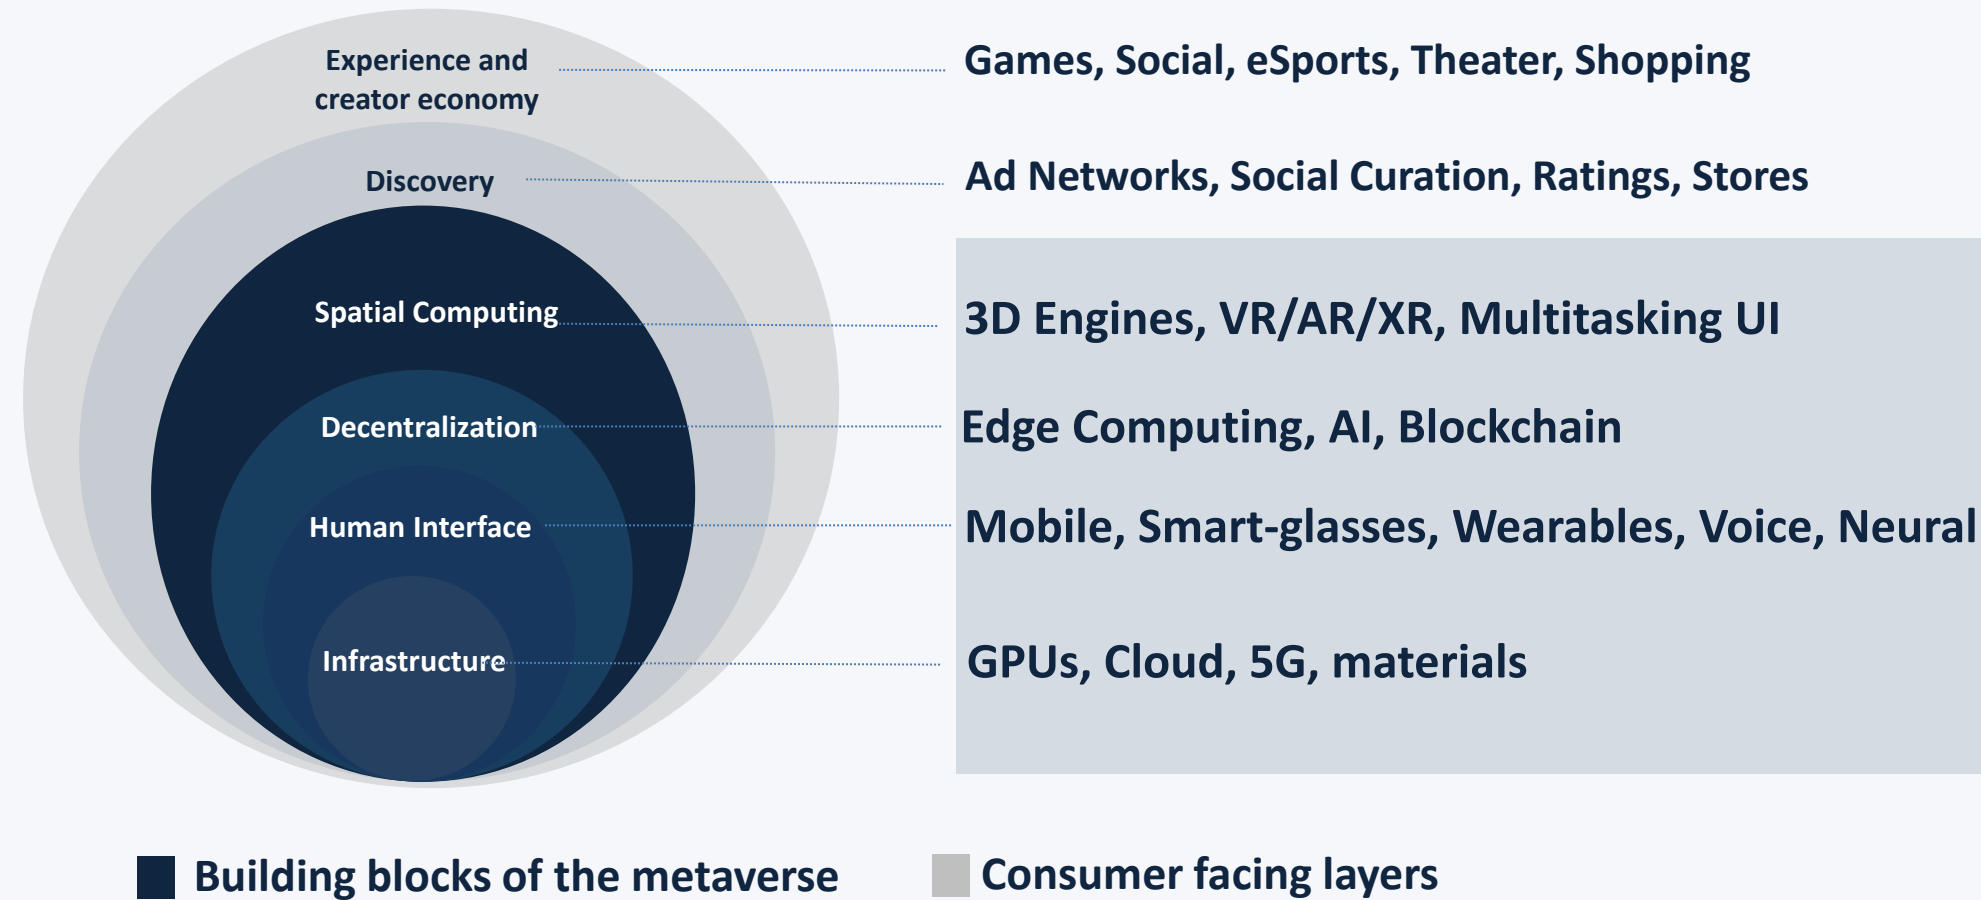 Experience and
creator economy
Games, Social, eSports, Theater, Shopping
Discovery
Ad Networks, Social Curation, Ratings, Stores
Spatial Computing
3D Engines, VR/AR/XR, Multitasking UI
Decentralization
Edge Computing, AI, Blockchain
Human Interface
Mobile, Smart-glasses, Wearables, Voice, Neural
Infrastructure
GPUs, Cloud, 5G, materials
Building blocks of the metaverse
Consumer facing layers